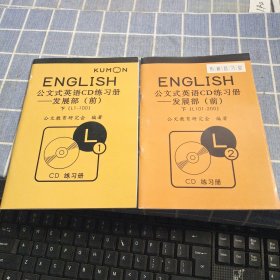 KUMON
ENGLISH
公文式英语CD练习册
——发展部（前）
下（L1-100）
公文教育研究会 编著
L
1
CD 练习册
ENGLISH
公文式英语CD练习册
——发展部（前）
下（L101-200）
公文教育研究会 编著
L
2
CD 练习册